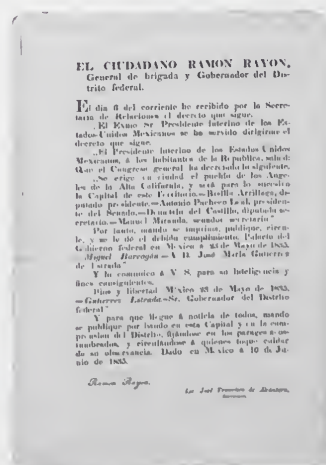 EL CIUDADANO RAMON RAYON,
General de brigada y Gobernador del Dis-
trito federal.
El dia 6 del corriente he recibido por la Secre-
taría de Relaciones el decreto que sigue.
„El Exmo Sr Presidente Interino de los Es-
tados-Unidos Mexicanos se ha servido dirigirme el
decreto que sigue.
„El Presidente Interino de los Estados Unidos
Mexicanos, á los habitantes de la República, sabed:
Que el Congreso general ha decretado lo siguiente.
„Se erige en ciudad el pueblo de los Ange-
les de la Alta California, y será para lo sucesivo
la Capital de este Territorio.—Basilio Arrillaga, di-
putado presidente.—Antonio Pacheco Leal, presiden-
te del Senado.—Demetrio del Castillo, diputado se-
cretario.—Manuel Miranda, senador secretario."
Por tanto, mando se imprima, publique, circu-
le, y se le dé el debido cumplimiento. Palacio del
Gobierno federal en México á 23 de Mayo de 1835.
Miguel Barragán.—A D. José María Gutierrez
de Estrada"
Y lo comunico á V. S. para su inteligencia y
fines consiguientes.
Dios y libertad México 23 de Mayo de 1835.
—Gutierrez Estrada—Sr. Gobernador del Distrito
federal"
Y para que llegue á noticia de todos, mando
se publique por bando en esta Capital y en la com-
prension del Distrito, fijándose en los parages acos-
tumbrados, y circulándose á quienes toque cuidar
de su observancia. Dado en México á 10 de Ju-
nio de 1835.
Ramon Rayon.
Lic José